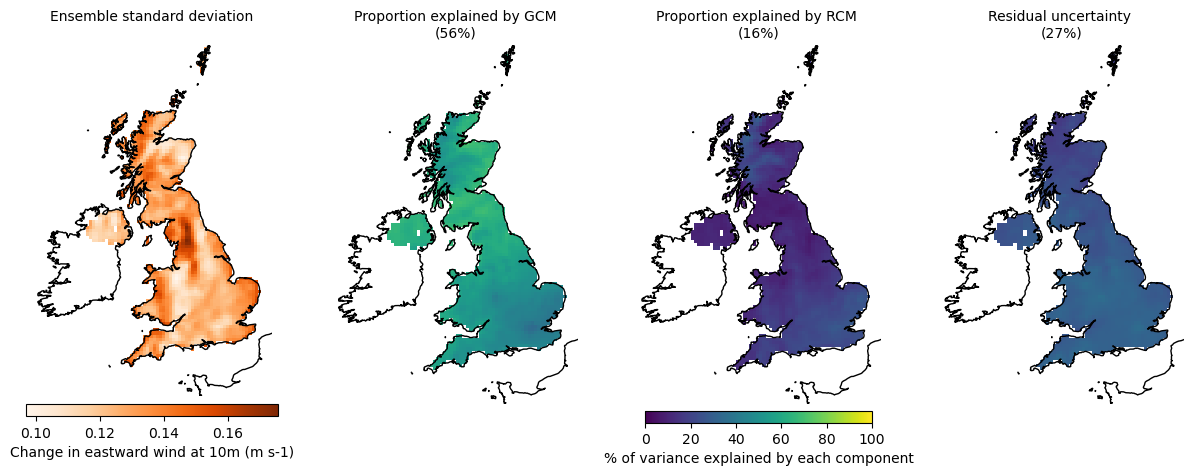 Ensemble standard deviation
Proportion explained by GCM
(56%)
Proportion explained by RCM
(16%)
Residual uncertainty
(27%)
0.10 0.12 0.14 0.16
Change in eastward wind at 10m (m s-1)
0 20 40 60 80 100
% of variance explained by each component